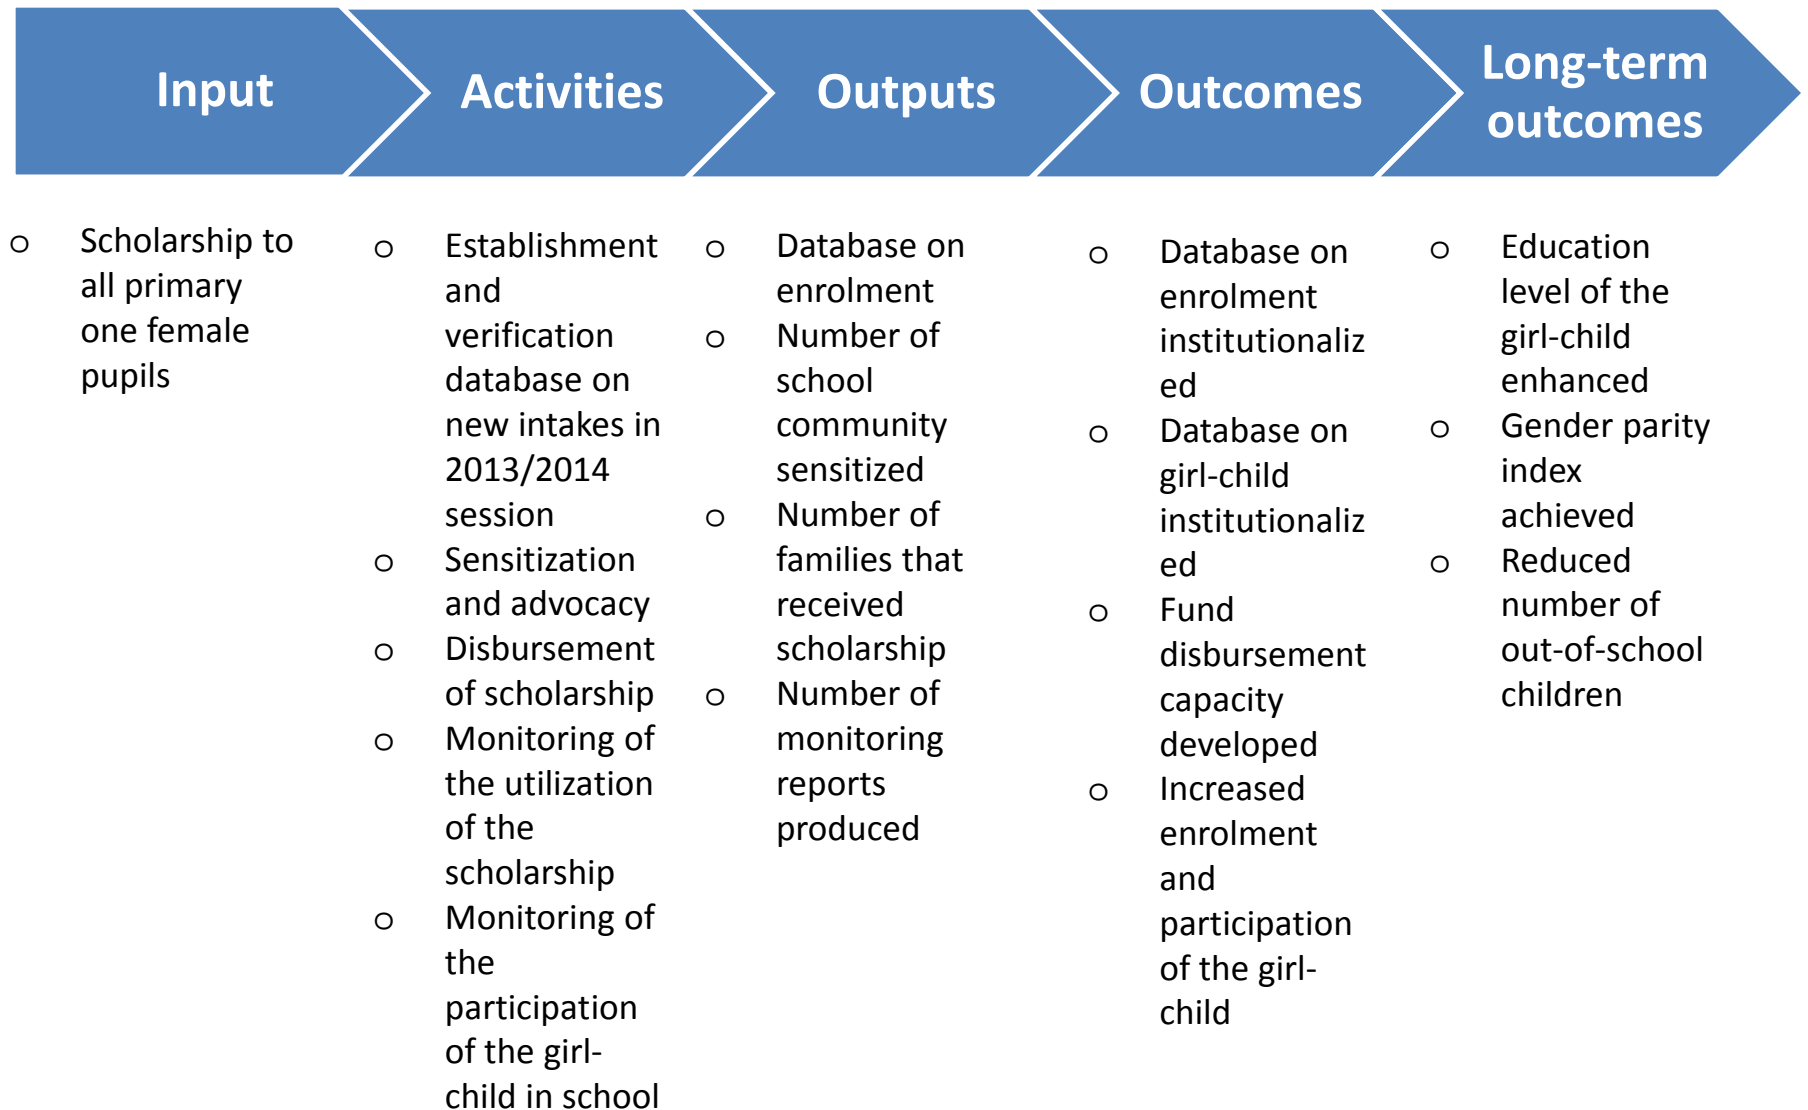 Input
Activities
Outputs
Outcomes
Long-term
outcomes
o Scholarship to
all primary
one female
pupils
o Establishment
and
verification
database on
new intakes in
2013/2014
session
o Sensitization
and advocacy
o Disbursement
of scholarship
o Monitoring of
the utilization
of the
scholarship
o Monitoring of
the
participation
of the girl-
child in school
o Database on
enrolment
o Number of
school
community
sensitized
o Number of
families that
received
scholarship
o Number of
monitoring
reports
produced
o Database on
enrolment
institutionaliz
ed
o Database on
girl-child
institutionaliz
ed
o Fund
disbursement
capacity
developed
o Increased
enrolment
and
participation
of the girl-
child
o Education
level of the
girl-child
enhanced
o Gender parity
index
achieved
o Reduced
number of
out-of-school
children